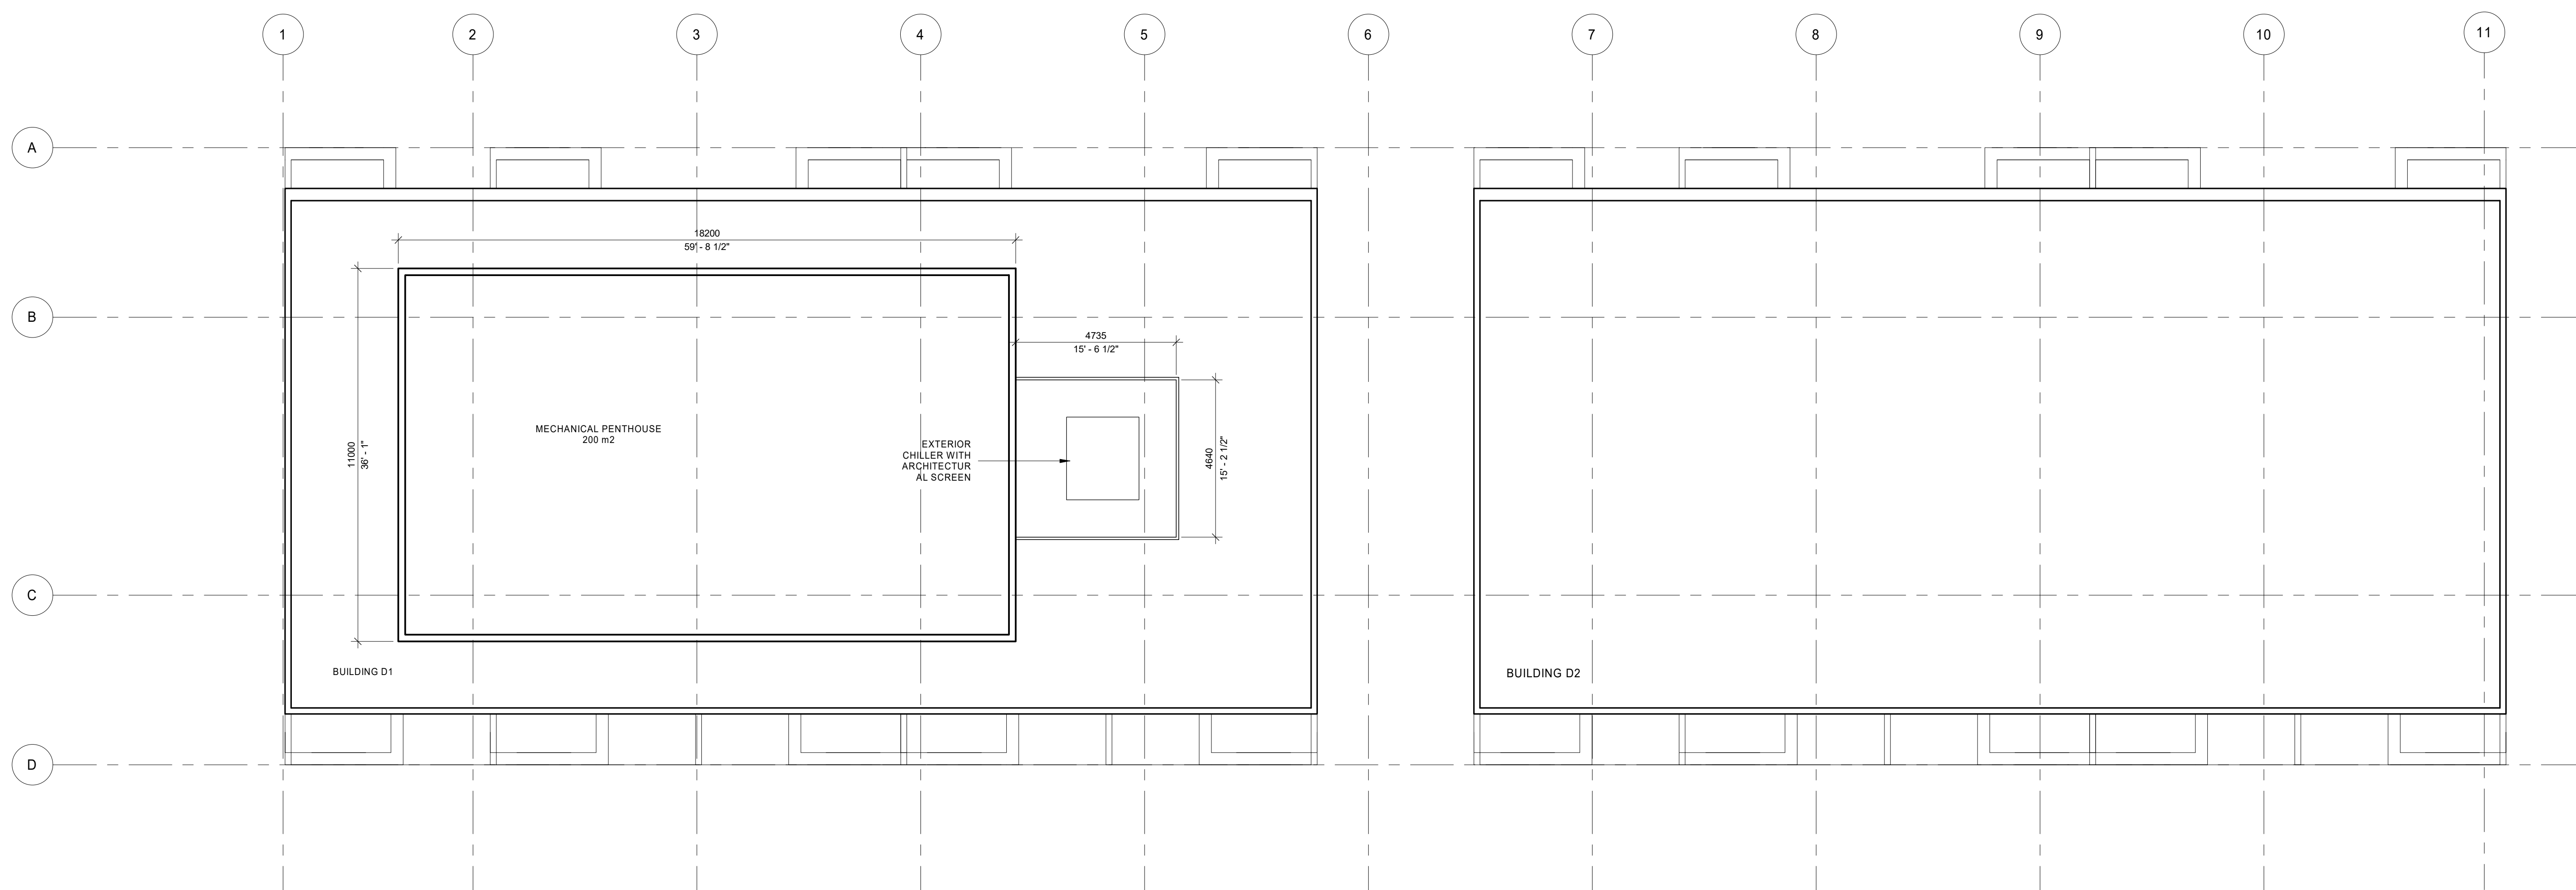 1
2
3
4
5
6
7
8
9
10
11
A
B
C
D
18200
59' - 8 1/2"
4735
15' - 6 1/2"
11000
36' - 1"
MECHANICAL PENTHOUSE
200 m2
EXTERIOR
CHILLER WITH
ARCHITECTUR
AL SCREEN
4640
15' - 2 1/2"
BUILDING D1
BUILDING D2